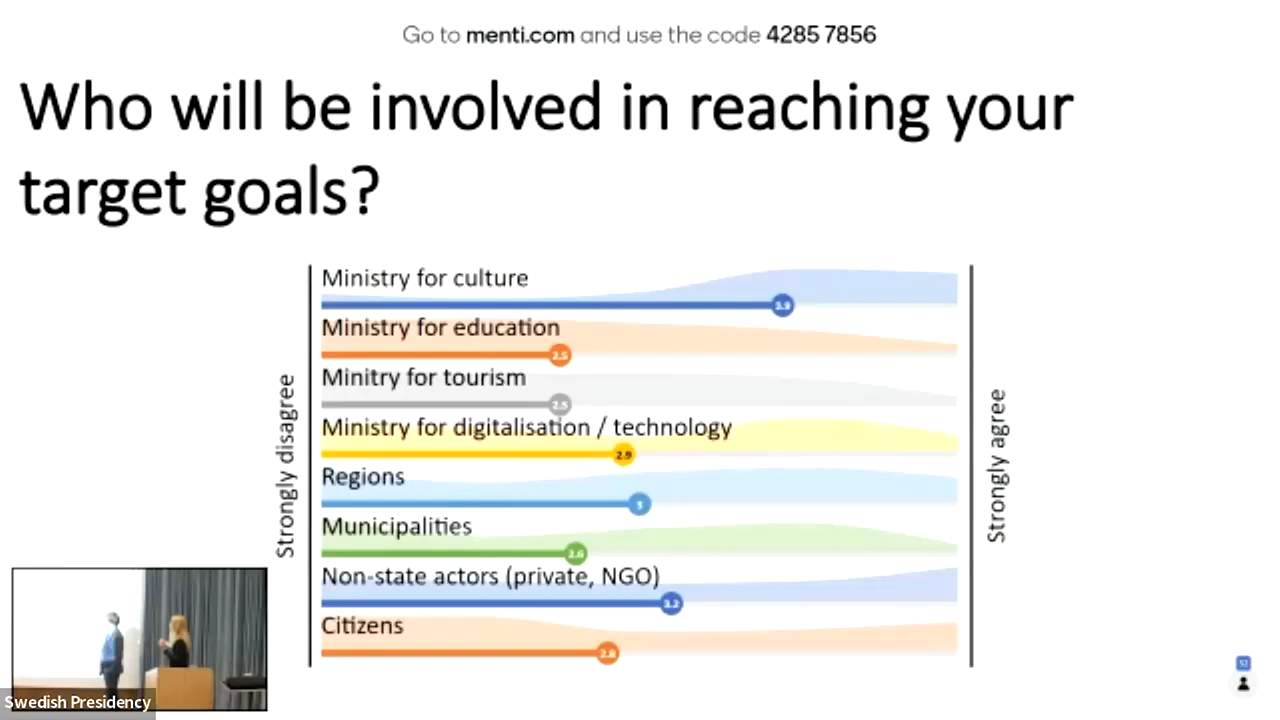 Go to menti.com and use the code 4285 7856
Who will be involved in reaching your
target goals?
Strongly disagree
Ministry for culture
3.9
Ministry for education
2.5
Minitry for tourism
2.5
Ministry for digitalisation / technology
2.9
Regions
3
Municipalities
2.6
Non-state actors (private, NGO)
3.2
Citizens
2.8
Strongly agree
Swedish Presidency